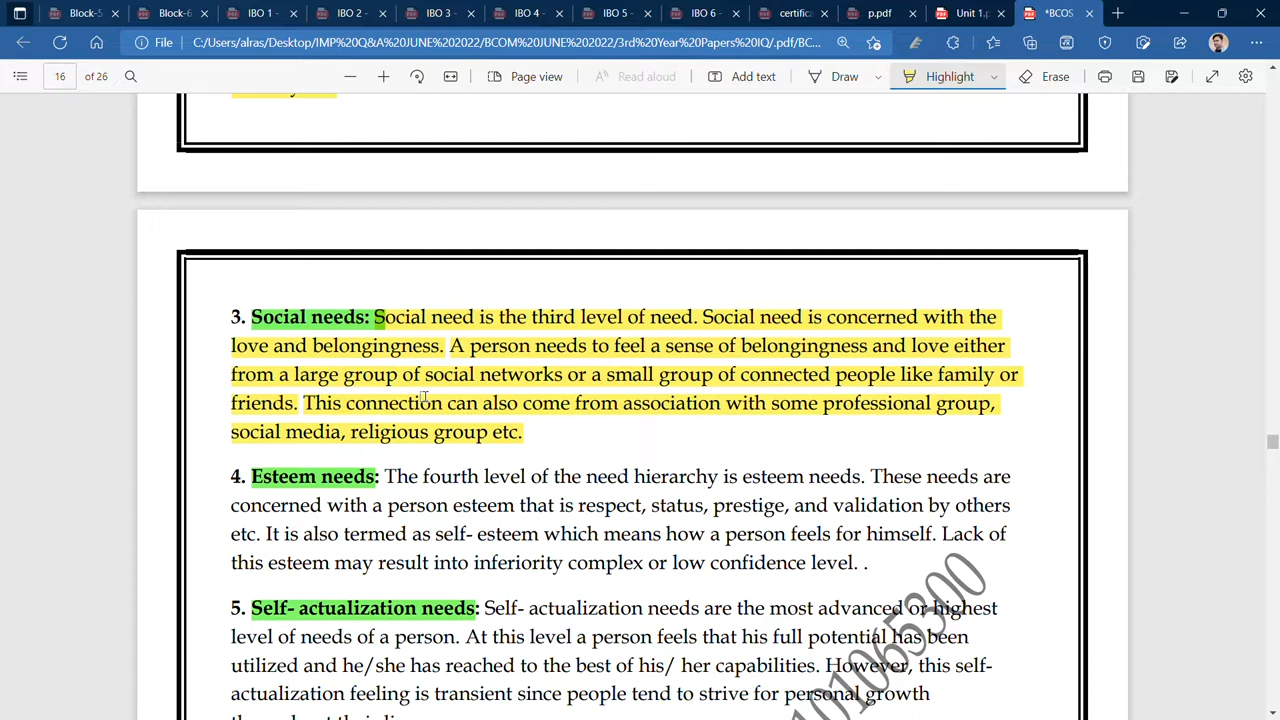 Block-5
Block-6
IBO 1 -
IBO 2 -
IBO 3 -
IBO 4 -
IBO 5 -
IBO 6 -
certifica
p.pdf
Unit 1.p
*BCOS
File
C:/Users/alras/Desktop/IMP%20Q&A%20JUNE%202022/BCOM%20JUNE%202022/3rd%20Year%20Papers%20IQ/.pdf/BC...
16 of 26
Page view
Read aloud
Add text
Draw
Highlight
Erase
3. Social needs: Social need is the third level of need. Social need is concerned with the
love and belongingness. A person needs to feel a sense of belongingness and love either
from a large group of social networks or a small group of connected people like family or
friends. This connection can also come from association with some professional group,
social media, religious group etc.
4. Esteem needs: The fourth level of the need hierarchy is esteem needs. These needs are
concerned with a person esteem that is respect, status, prestige, and validation by others
etc. It is also termed as self- esteem which means how a person feels for himself. Lack of
this esteem may result into inferiority complex or low confidence level. .
5. Self- actualization needs: Self- actualization needs are the most advanced or highest
level of needs of a person. At this level a person feels that his full potential has been
utilized and he/she has reached to the best of his/ her capabilities. However, this self-
actualization feeling is transient since people tend to strive for personal growth